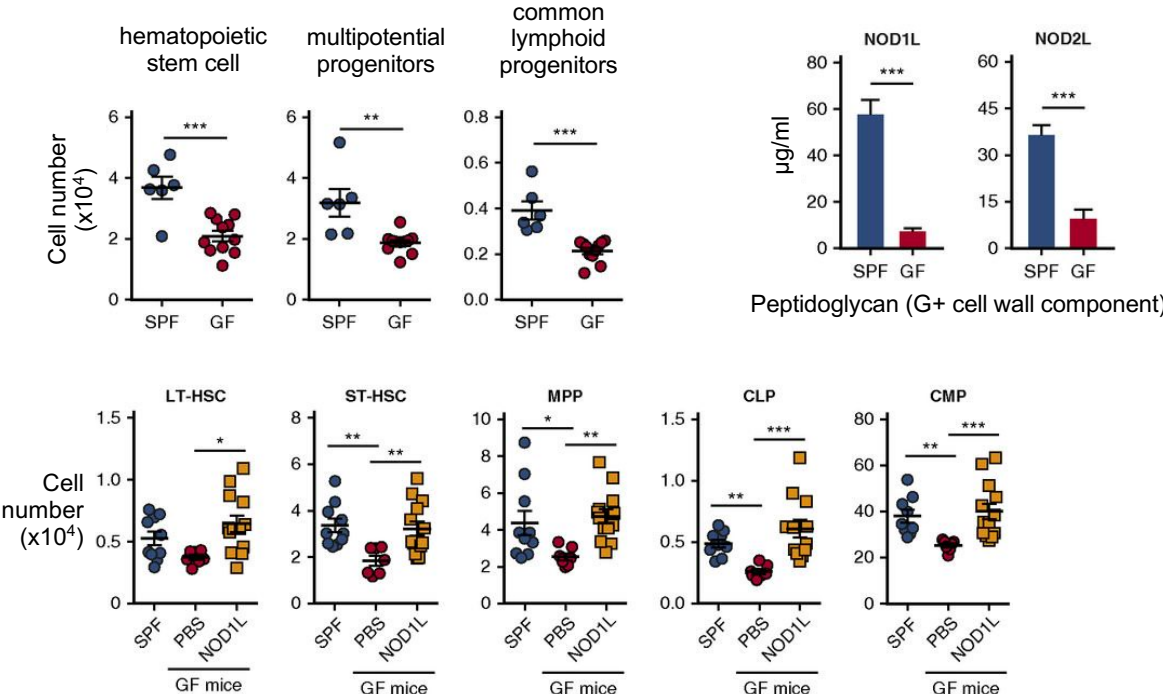 hematopoietic
stem cell
multipotential
progenitors
common
lymphoid
progenitors
Cell number
(x10⁴)
6
4
2
0
***
SPF
GF
6
4
2
0
**
SPF
GF
0.8
0.6
0.4
0.2
0.0
***
SPF
GF
NOD1L
µg/ml
80
60
40
20
0
***
SPF
GF
NOD2L
60
45
30
15
0
***
SPF
GF
Peptidoglycan (G+ cell wall component)
Cell
number
(x10⁴)
LT-HSC
1.5
1.0
0.5
0
*
SPF
PBS
NOD1L
GF mice
ST-HSC
8
6
4
2
0
**
**
SPF
PBS
NOD1L
GF mice
MPP
10
8
6
4
2
0
*
**
SPF
PBS
NOD1L
GF mice
CLP
1.5
1.0
0.5
0.0
**
***
SPF
PBS
NOD1L
GF mice
CMP
80
60
40
20
0
**
***
SPF
PBS
NOD1L
GF mice